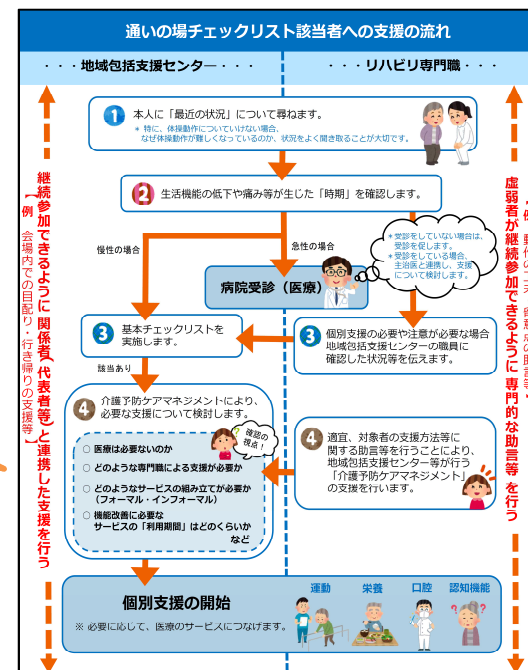 通いの場チェックリスト該当者への支援の流れ
・・・地域包括支援センター・・・
・・・リハビリ専門職・・・
1 本人に「最近の状況」について尋ねます。
＊ 特に、体操動作についていけない場合、
なぜ体操動作が難しくなっているのか、状況をよく聞き取ることが大切です。
2 生活機能の低下や痛み等が生じた「時期」を確認します。
慢性の場合
急性の場合
＊受診をしていない場合は、
受診を促します。
＊受診をしている場合、
主治医と連携し、支援
について検討します。
病院受診（医療）
3 基本チェックリストを
実施します。
3 個別支援の必要や注意が必要な場合
地域包括支援センターの職員に
確認した状況等を伝えます。
該当あり
4 介護予防ケアマネジメントにより、
必要な支援について検討します。
確認の
視点！
○ 医療は必要ないのか
○ どのような専門職による支援が必要か
○ どのようなサービスの組み立てが必要か
（フォーマル・インフォーマル）
○ 機能改善に必要な
サービスの「利用期間」はどのくらいか
など
4 適宜、対象者の支援方法等に
関する助言等を行うことにより、
地域包括支援センター等が行う
「介護予防ケアマネジメント」
の支援を行います。
個別支援の開始
※ 必要に応じて、医療のサービスにつなげます。
運動
栄養
口腔
認知機能
継続参加できるように関係者（代表者等）と連携した支援を行う
【例 会場内での目配り・行き帰りの支援等】
虚弱者が継続参加できるように専門的な助言等を行う